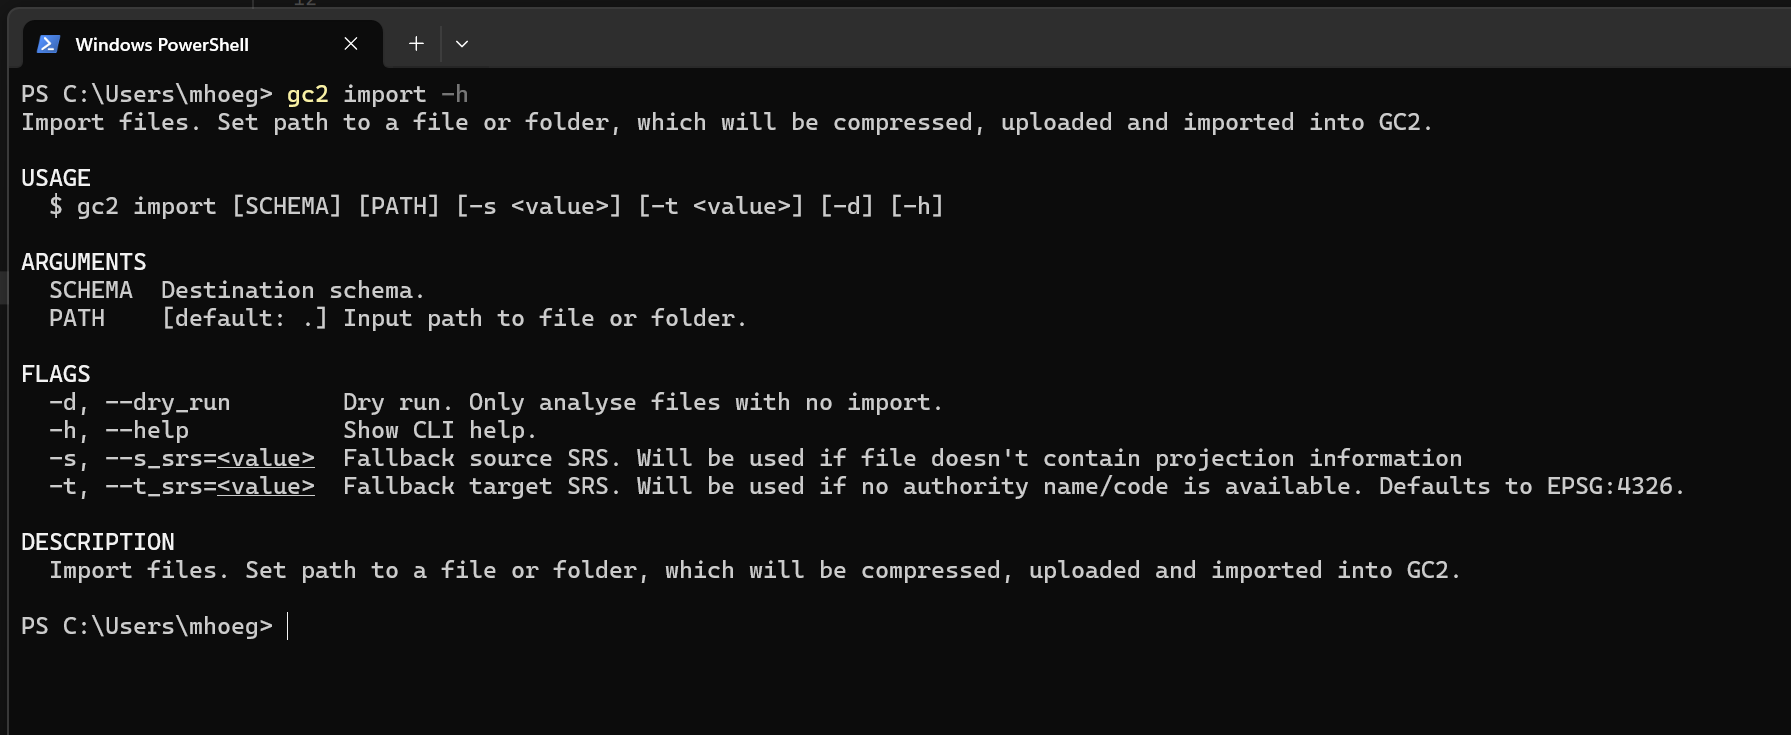 12
Windows PowerShell
PS C:\Users\mhoeg> gc2 import -h
Import files. Set path to a file or folder, which will be compressed, uploaded and imported into GC2.
USAGE
$ gc2 import [SCHEMA] [PATH] [-s <value>] [-t <value>] [-d] [-h]
ARGUMENTS
SCHEMA  Destination schema.
PATH    [default: .] Input path to file or folder.
FLAGS
-d, --dry_run        Dry run. Only analyse files with no import.
-h, --help           Show CLI help.
-s, --s_srs=<value>  Fallback source SRS. Will be used if file doesn't contain projection information
-t, --t_srs=<value>  Fallback target SRS. Will be used if no authority name/code is available. Defaults to EPSG:4326.
DESCRIPTION
Import files. Set path to a file or folder, which will be compressed, uploaded and imported into GC2.
PS C:\Users\mhoeg>